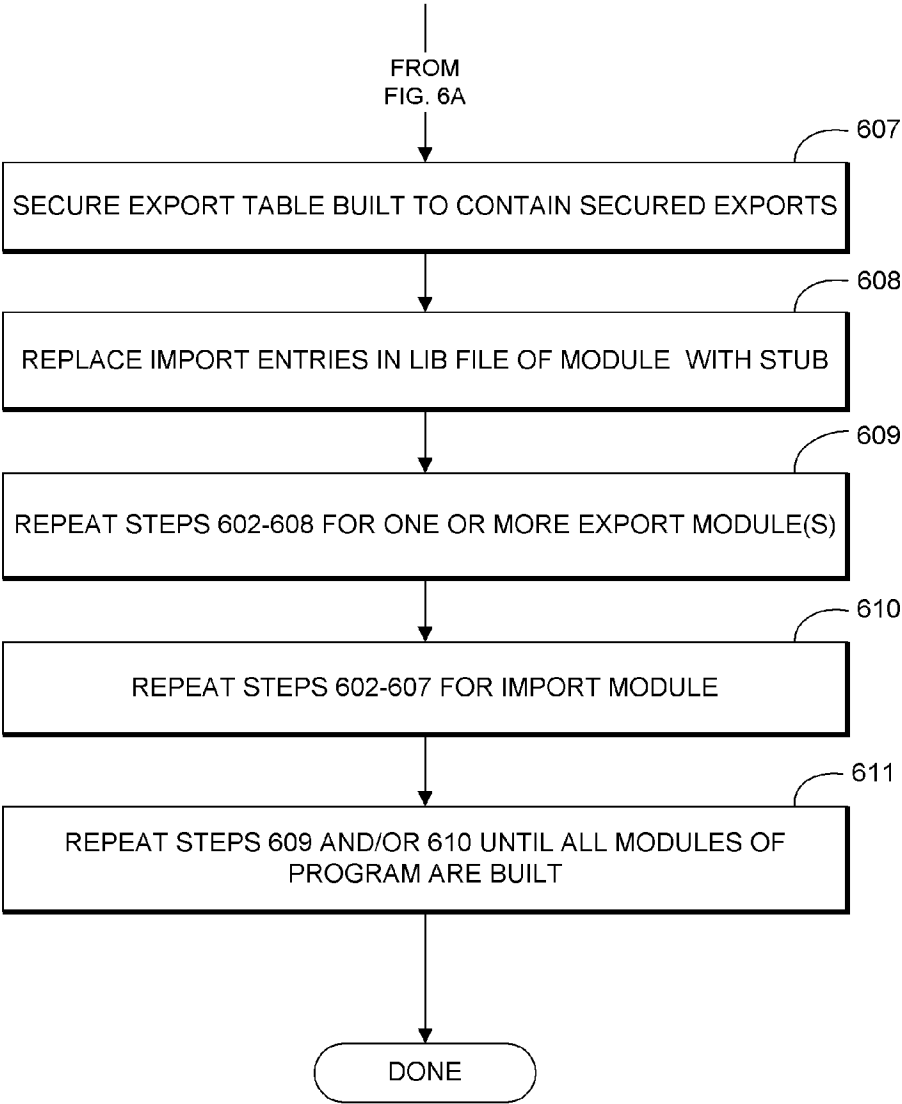 FROM
FIG. 6A
607
SECURE EXPORT TABLE BUILT TO CONTAIN SECURED EXPORTS
608
REPLACE IMPORT ENTRIES IN LIB FILE OF MODULE WITH STUB
609
REPEAT STEPS 602-608 FOR ONE OR MORE EXPORT MODULE(S)
610
REPEAT STEPS 602-607 FOR IMPORT MODULE
611
REPEAT STEPS 609 AND/OR 610 UNTIL ALL MODULES OF
PROGRAM ARE BUILT
DONE